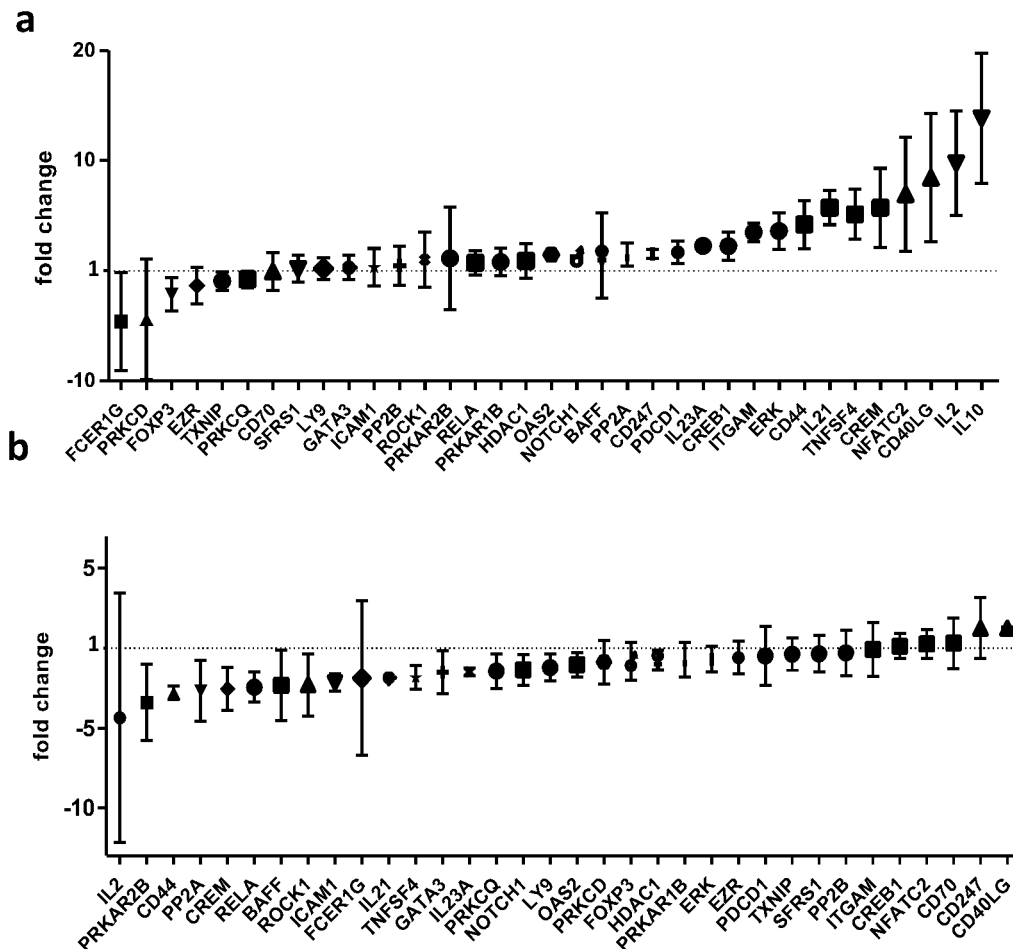 a
20
10
1
-10
fold change
FCER1G
PRKCD
FOXP3
EZR
TXNIP
PRKCQ
CD70
SFRS1
LY9
GATA3
ICAM1
PP2B
ROCK1
PRKAR2B
RELA
PRKAR1B
HDAC1
OAS2
NOTCH1
BAFF
PP2A
CD247
PDCD1
IL23A
CREB1
ITGAM
ERK
CD44
IL21
TNFSF4
CREM
NFATC2
CD40LG
IL2
IL10
b
5
1
-5
-10
fold change
IL2
PRKAR2B
CD44
PP2A
CREM
RELA
BAFF
ROCK1
ICAM1
FCER1G
IL21
TNFSF4
GATA3
IL23A
PRKCQ
NOTCH1
LY9
OAS2
PRKCD
FOXP3
HDAC1
PRKAR1B
ERK
EZR
PDCD1
TXNIP
SFRS1
PP2B
ITGAM
CREB1
NFATC2
CD70
CD247
CD40LG